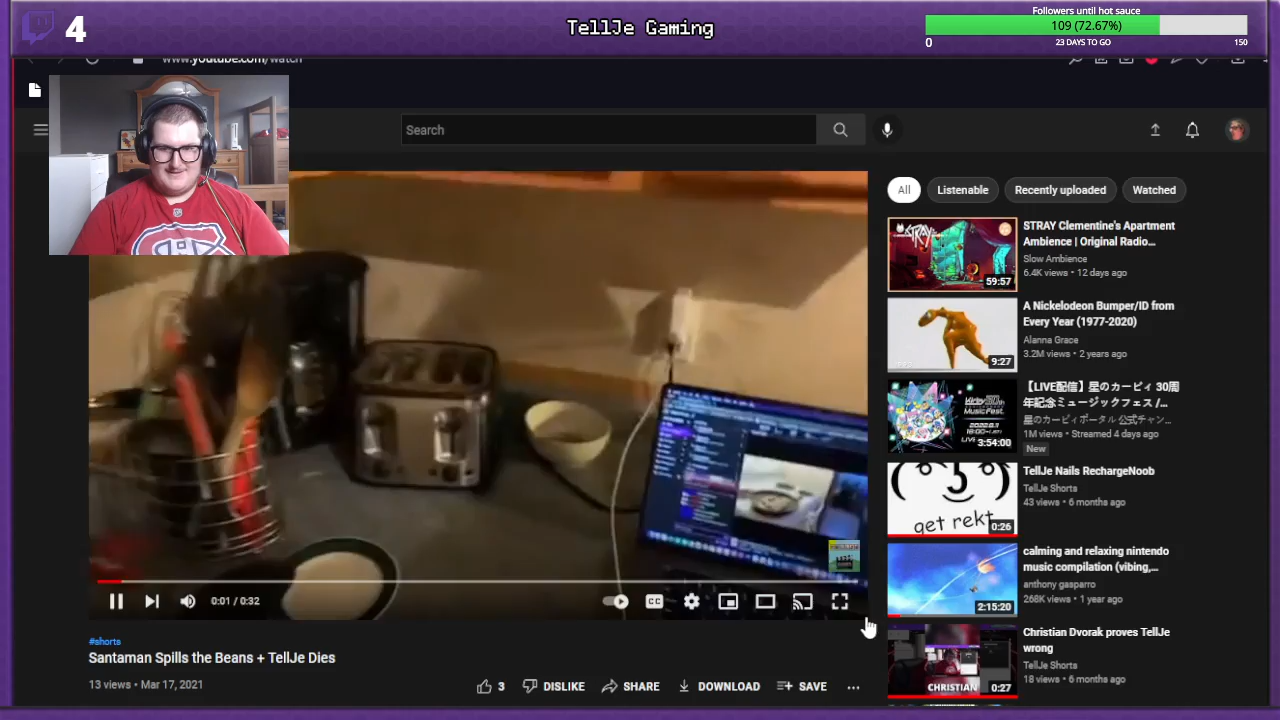 4
TellJe Gaming
Followers until hot sauce
109 (72.67%)
0
23 DAYS TO GO
150
www.youtube.com/watch
Search
All
Listenable
Recently uploaded
Watched
STRAY
59:57
STRAY Clementine's Apartment
Ambience | Original Radio...
Slow Ambience
6.4K views • 12 days ago
9:27
A Nickelodeon Bumper/ID from
Every Year (1977-2020)
Alanna Grace
3.2M views • 2 years ago
3:54:00
【LIVE配信】星のカービィ 30周
年記念ミュージックフェス /...
星のカービィポータル 公式チャン...
1M views • Streamed 4 days ago
New
get rekt
0:26
TellJe Nails RechargeNoob
TellJe Shorts
43 views • 6 months ago
2:15:20
calming and relaxing nintendo
music compilation (vibing,...
anthony gasparro
268K views • 1 year ago
CHRISTIAN
0:27
Christian Dvorak proves TellJe
wrong
TellJe Shorts
18 views • 6 months ago
0:01 / 0:32
CC
#shorts
Santaman Spills the Beans + TellJe Dies
13 views • Mar 17, 2021
3
DISLIKE
SHARE
DOWNLOAD
SAVE